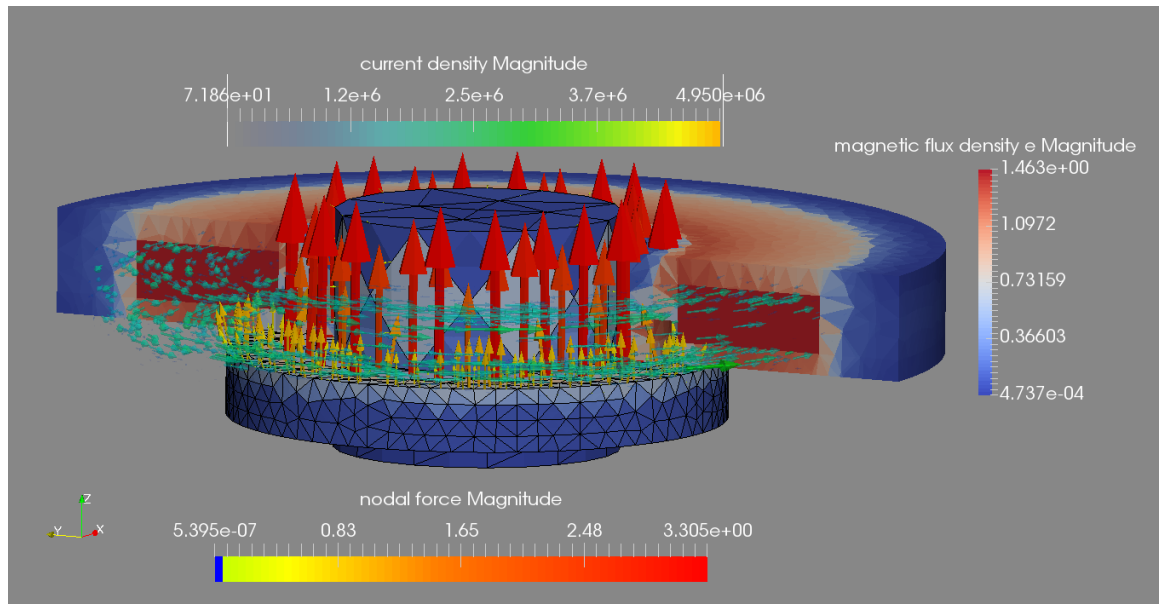 current density Magnitude
7.186e+01 1.2e+6 2.5e+6 3.7e+6 4.950e+06
magnetic flux density e Magnitude
1.463e+00
1.0972
0.73159
0.36603
4.737e-04
Z
Y X
nodal force Magnitude
5.395e-07 0.83 1.65 2.48 3.305e+00